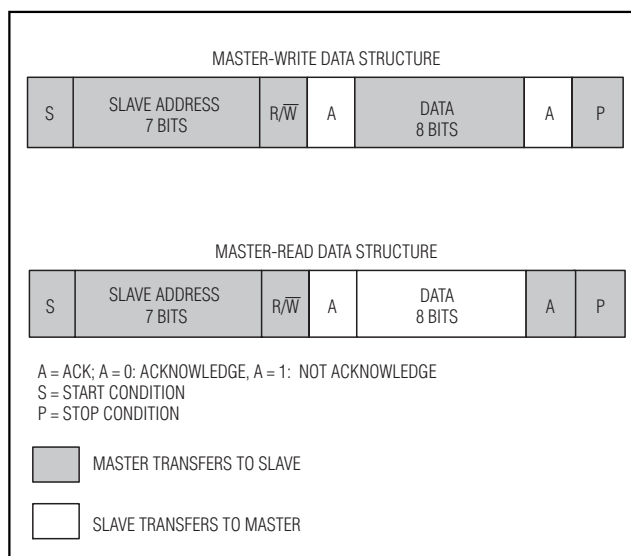 MASTER-WRITE DATA STRUCTURE
S SLAVE ADDRESS 7 BITS R/W̅ A DATA 8 BITS A P
MASTER-READ DATA STRUCTURE
S SLAVE ADDRESS 7 BITS R/W̅ A DATA 8 BITS A P
A = ACK; A = 0: ACKNOWLEDGE, A = 1: NOT ACKNOWLEDGE
S = START CONDITION
P = STOP CONDITION
MASTER TRANSFERS TO SLAVE
SLAVE TRANSFERS TO MASTER